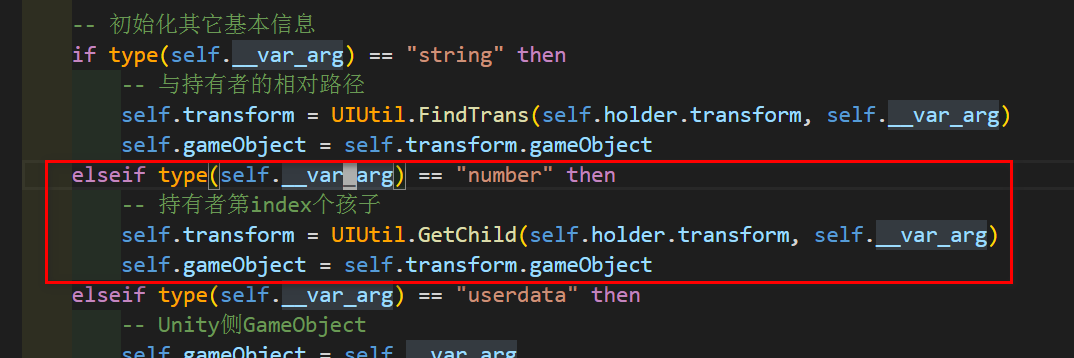 -- 初始化其它基本信息
if type(self.__var_arg) == "string" then
-- 与持有者的相对路径
self.transform = UIUtil.FindTrans(self.holder.transform, self.__var_arg)
self.gameObject = self.transform.gameObject
elseif type(self.__var_arg) == "number" then
-- 持有者第index个孩子
self.transform = UIUtil.GetChild(self.holder.transform, self.__var_arg)
self.gameObject = self.transform.gameObject
elseif type(self.__var_arg) == "userdata" then
-- Unity侧GameObject
self.gameObject = self.__var_arg